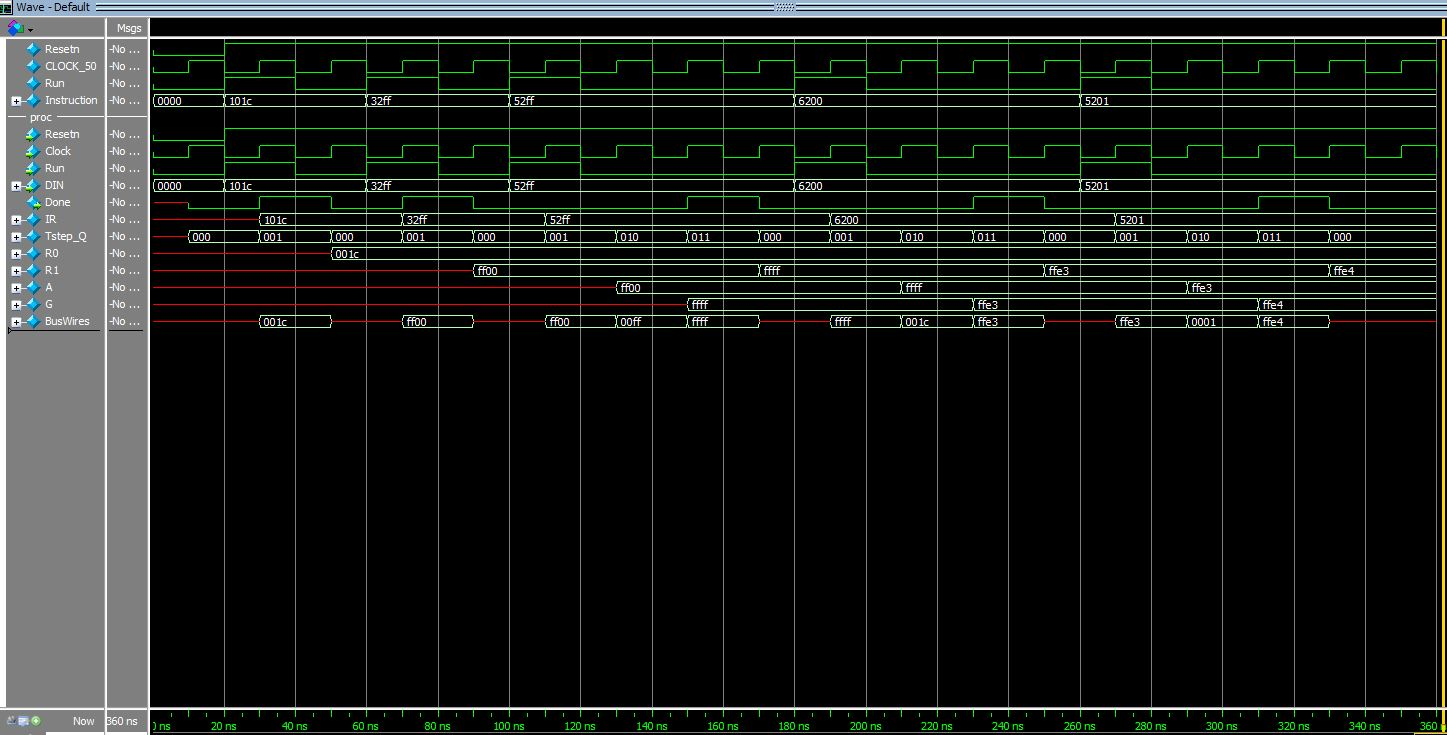 Wave - Default
Msgs
Resetn -No ...
CLOCK_50 -No ...
Run -No ...
Instruction -No ... 0000 101c 32ff 52ff 6200 5201
proc
Resetn -No ...
Clock -No ...
Run -No ...
DIN -No ... 0000 101c 32ff 52ff 6200 5201
Done -No ...
IR -No ... 101c 32ff 52ff 6200 5201
Tstep_Q -No ... 000 001 000 001 000 001 010 011 000 001 010 011 000 001 010 011 000
R0 -No ... 001c
R1 -No ... ff00 ffff ffe3 ffe4
A -No ... ff00 ffff ffe3
G -No ... ffff ffe3 ffe4
BusWires -No ... 001c ff00 ff00 00ff ffff ffff 001c ffe3 ffe3 0001 ffe4
Now 360 ns 0 ns 20 ns 40 ns 60 ns 80 ns 100 ns 120 ns 140 ns 160 ns 180 ns 200 ns 220 ns 240 ns 260 ns 280 ns 300 ns 320 ns 340 ns 360